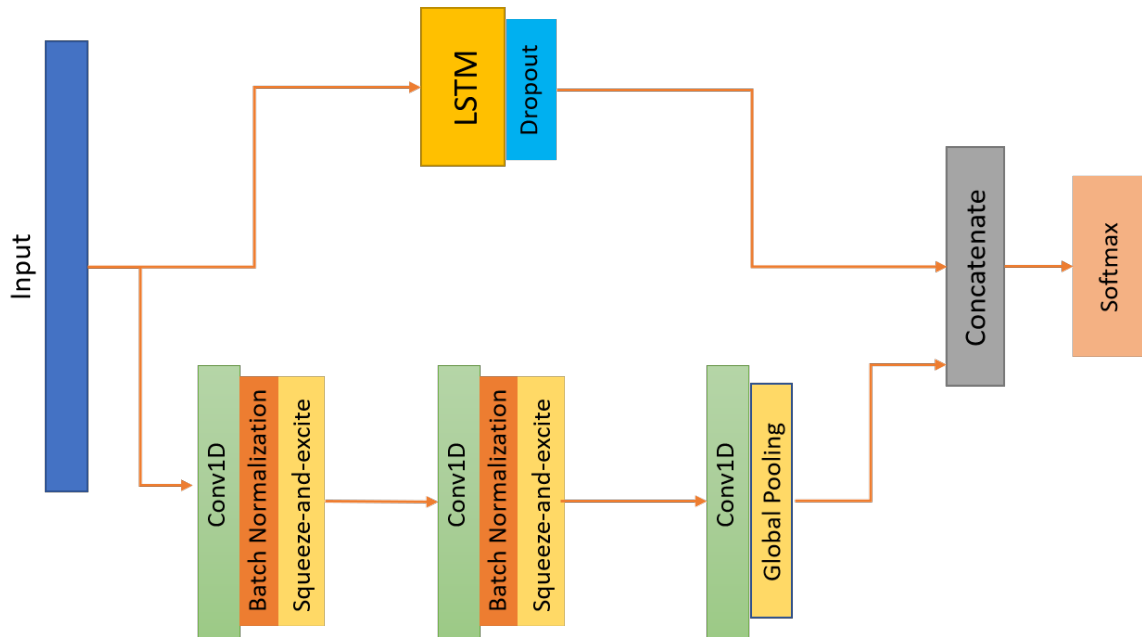 Input
LSTM
Dropout
Conv1D
Batch Normalization
Squeeze-and-excite
Conv1D
Batch Normalization
Squeeze-and-excite
Conv1D
Global Pooling
Concatenate
Softmax